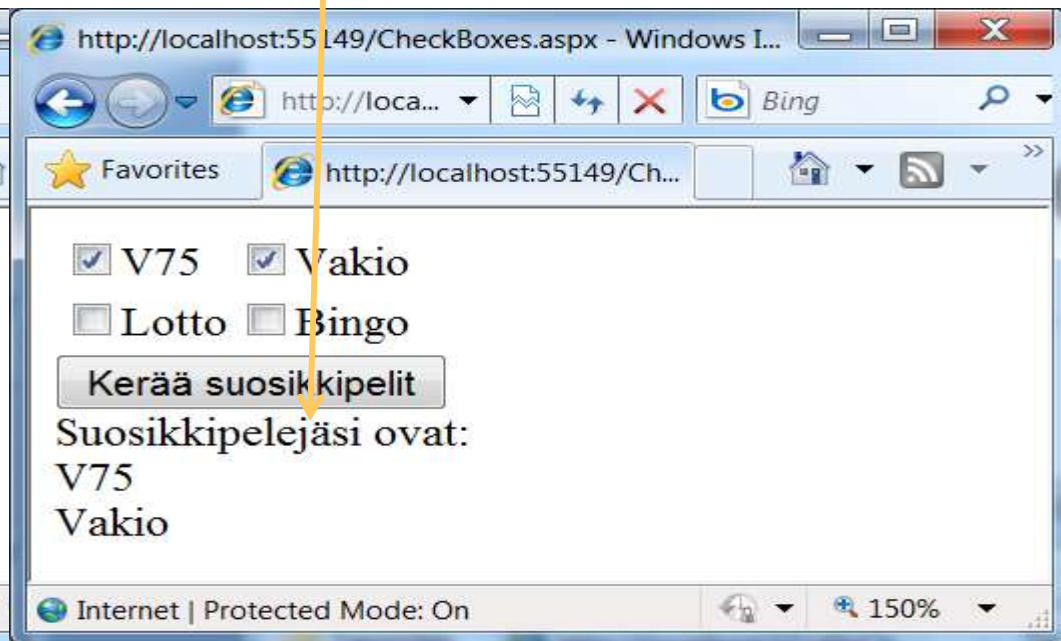 http://localhost:55149/CheckBoxes.aspx - Windows I...
http://loca...
Bing
Favorites
http://localhost:55149/Ch...
V75 Vakio
Lotto Bingo
Kerää suosikkipelit
Suosikkipelejäsi ovat:
V75
Vakio
Internet | Protected Mode: On
150%